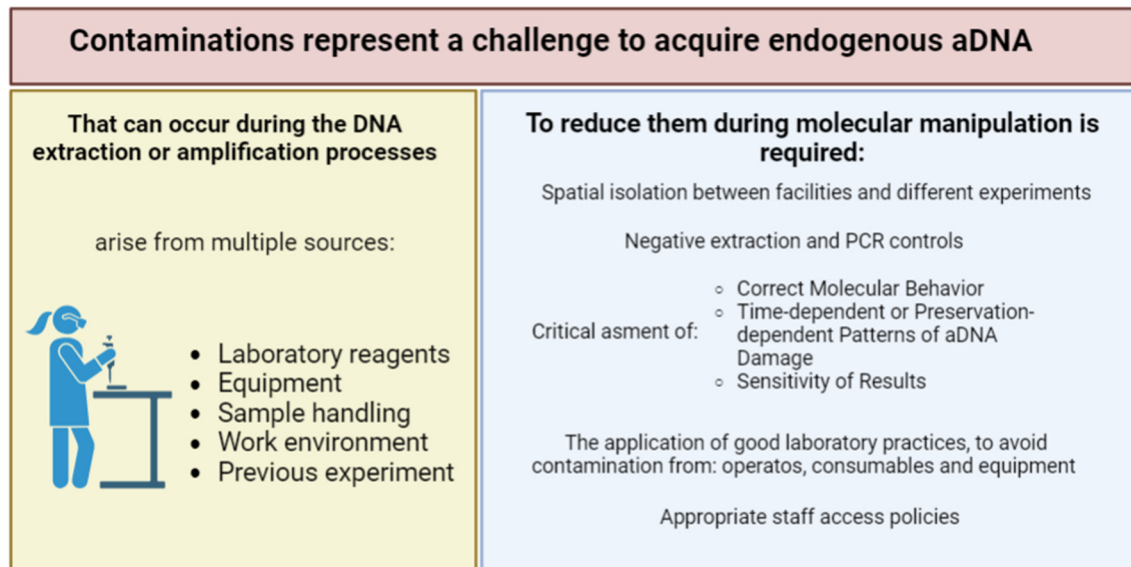 Contaminations represent a challenge to acquire endogenous aDNA
That can occur during the DNA
extraction or amplification processes
arise from multiple sources:
• Laboratory reagents
• Equipment
• Sample handling
• Work environment
• Previous experiment
To reduce them during molecular manipulation is
required:
Spatial isolation between facilities and different experiments
Negative extraction and PCR controls
Critical asment of:
○ Correct Molecular Behavior
○ Time-dependent or Preservation-
dependent Patterns of aDNA
Damage
○ Sensitivity of Results
The application of good laboratory practices, to avoid
contamination from: operatos, consumables and equipment
Appropriate staff access policies